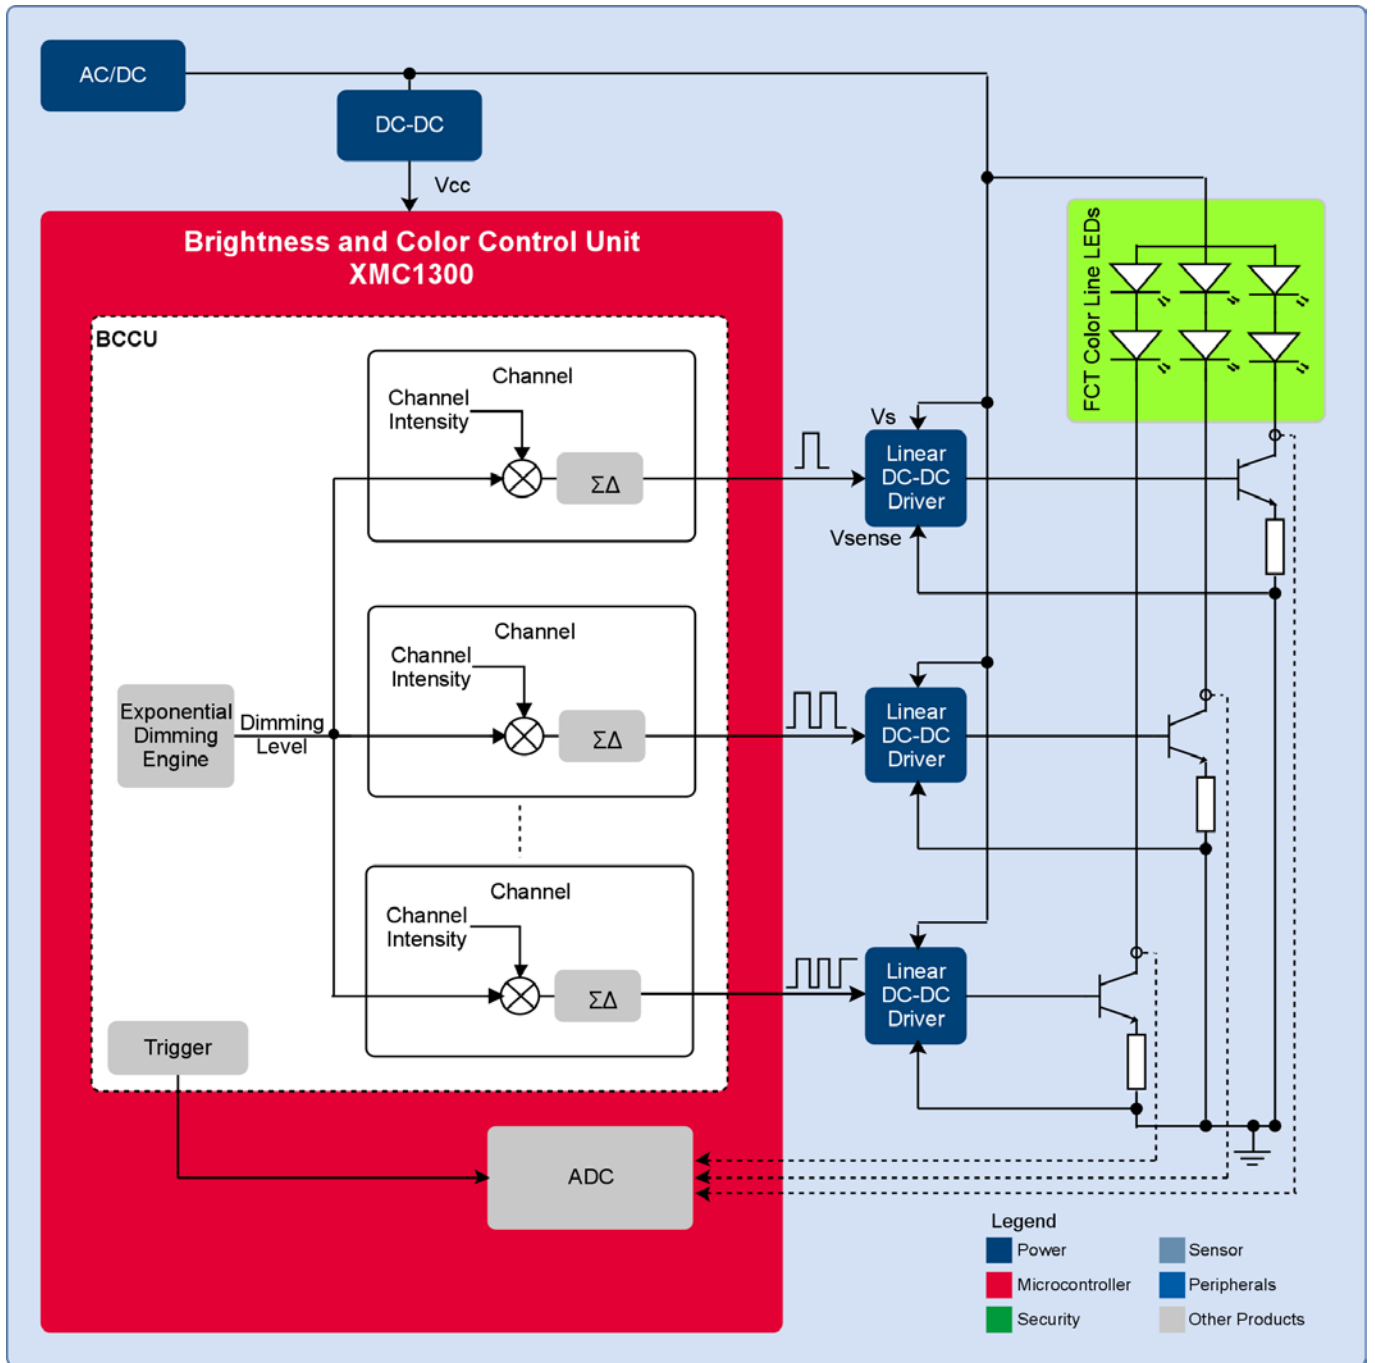 AC/DC
DC-DC
Vcc
Brightness and Color Control Unit
XMC1300
BCCU
Channel
Channel
Intensity
ΣΔ
Channel
Channel
Intensity
ΣΔ
Exponential
Dimming
Engine
Dimming
Level
Channel
Channel
Intensity
ΣΔ
Trigger
ADC
Vs
Linear
DC-DC
Driver
Vsense
Linear
DC-DC
Driver
Linear
DC-DC
Driver
FCT Color Line LEDs
Legend
Power
Sensor
Microcontroller
Peripherals
Security
Other Products